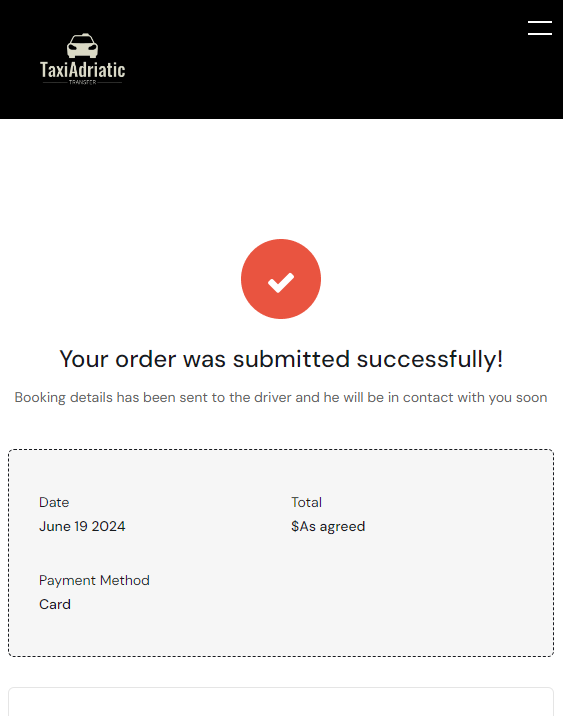 TaxiAdriatic
TRANSFER
Your order was submitted successfully!
Booking details has been sent to the driver and he will be in contact with you soon
Date
Total
June 19 2024
$As agreed
Payment Method
Card